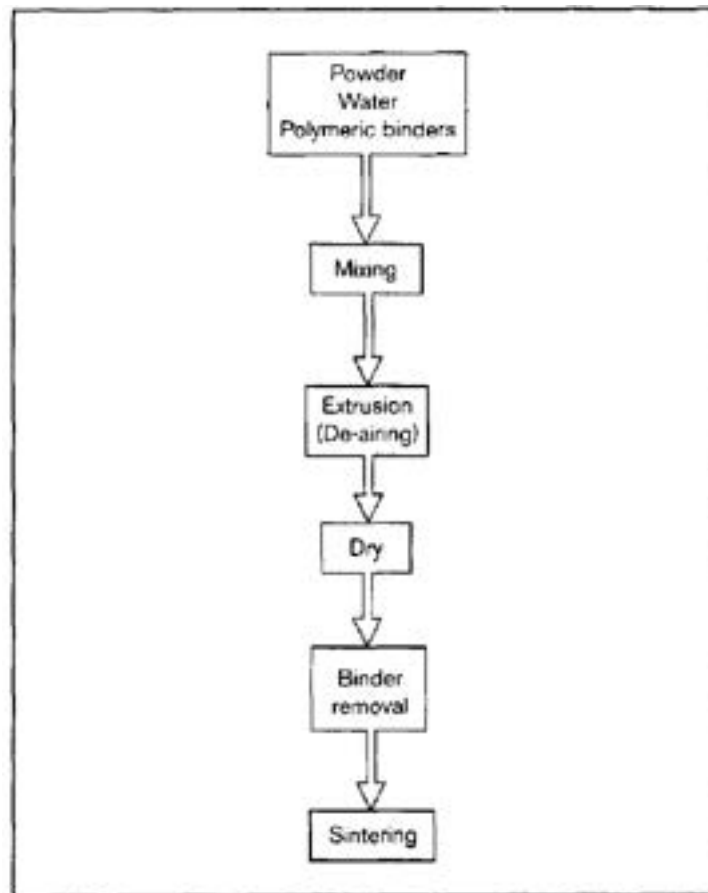 Powder
Water
Polymeric binders
Mixing
Extrusion
(De-airing)
Dry
Binder
removal
Sintering